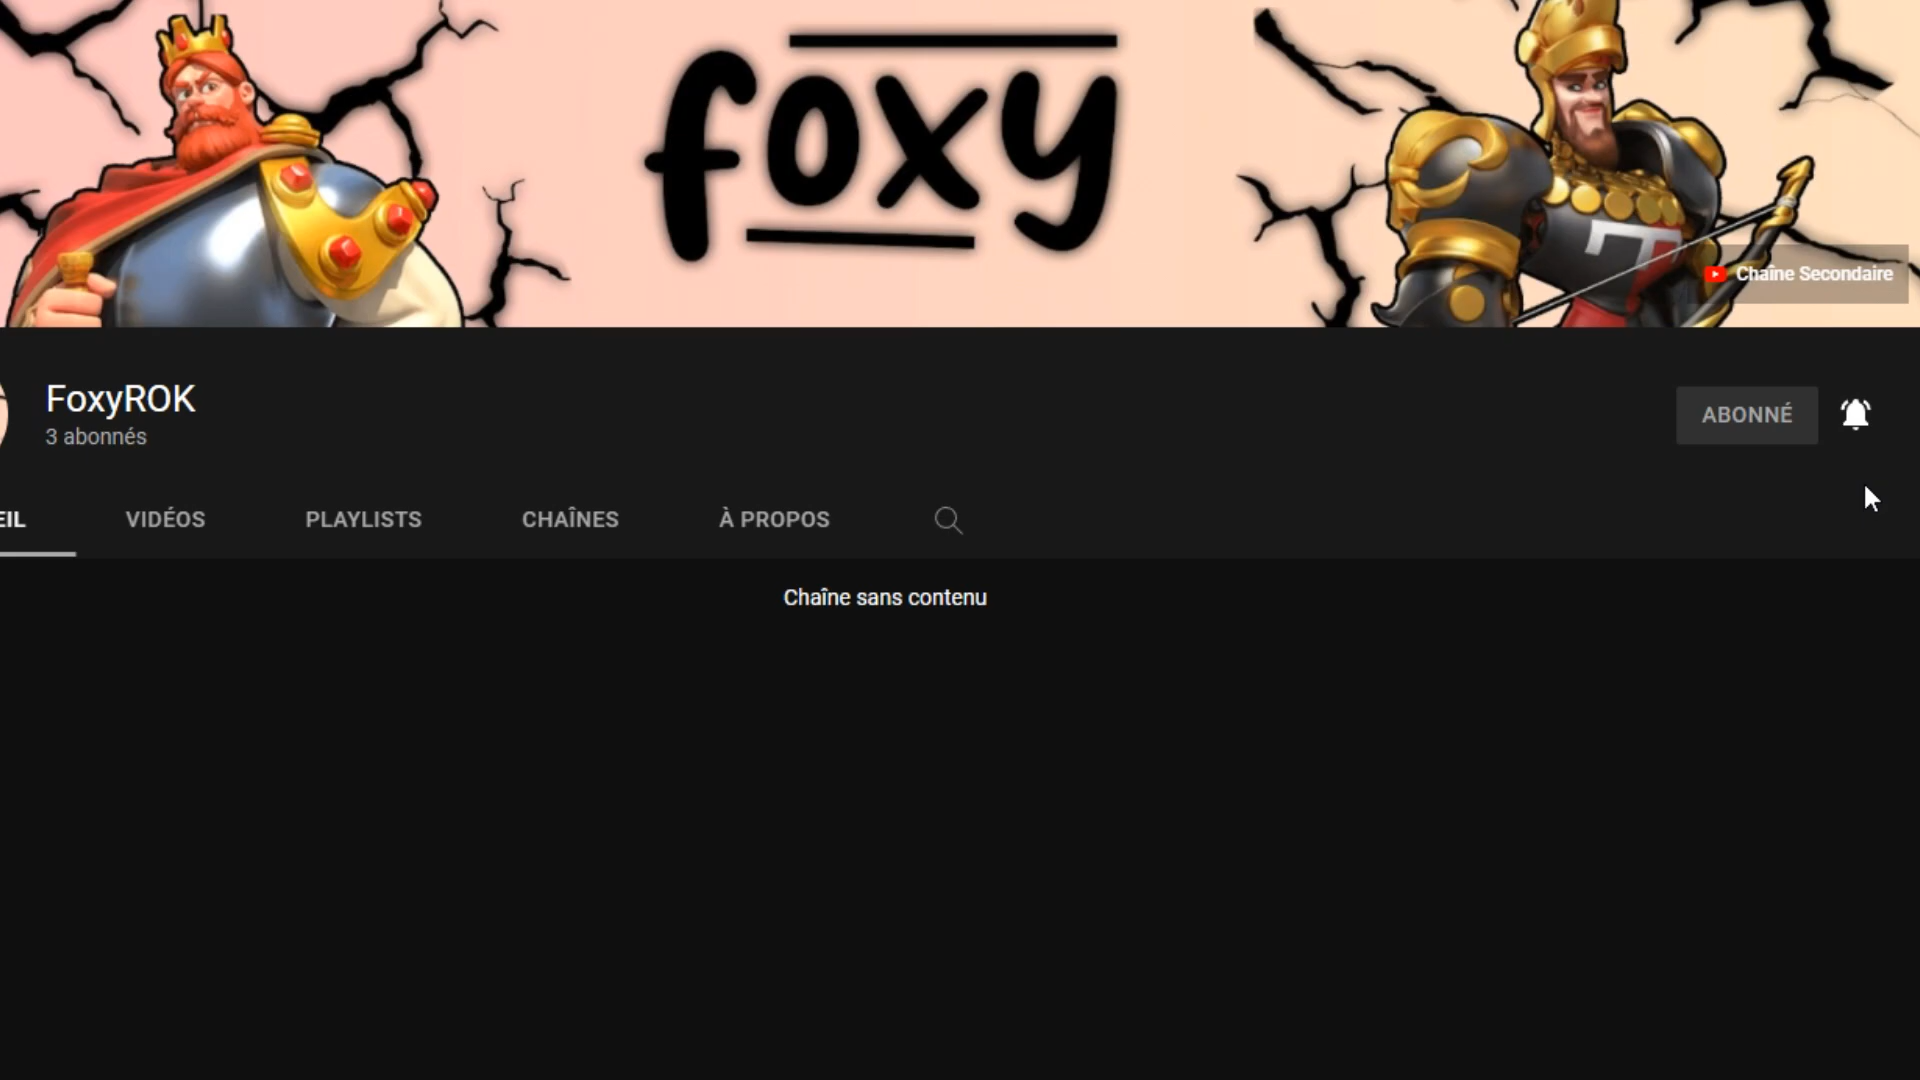 foxy
Chaîne Secondaire
FoxyROK
3 abonnés
ABONNÉ
EIL
VIDÉOS
PLAYLISTS
CHAÎNES
À PROPOS
Chaîne sans contenu